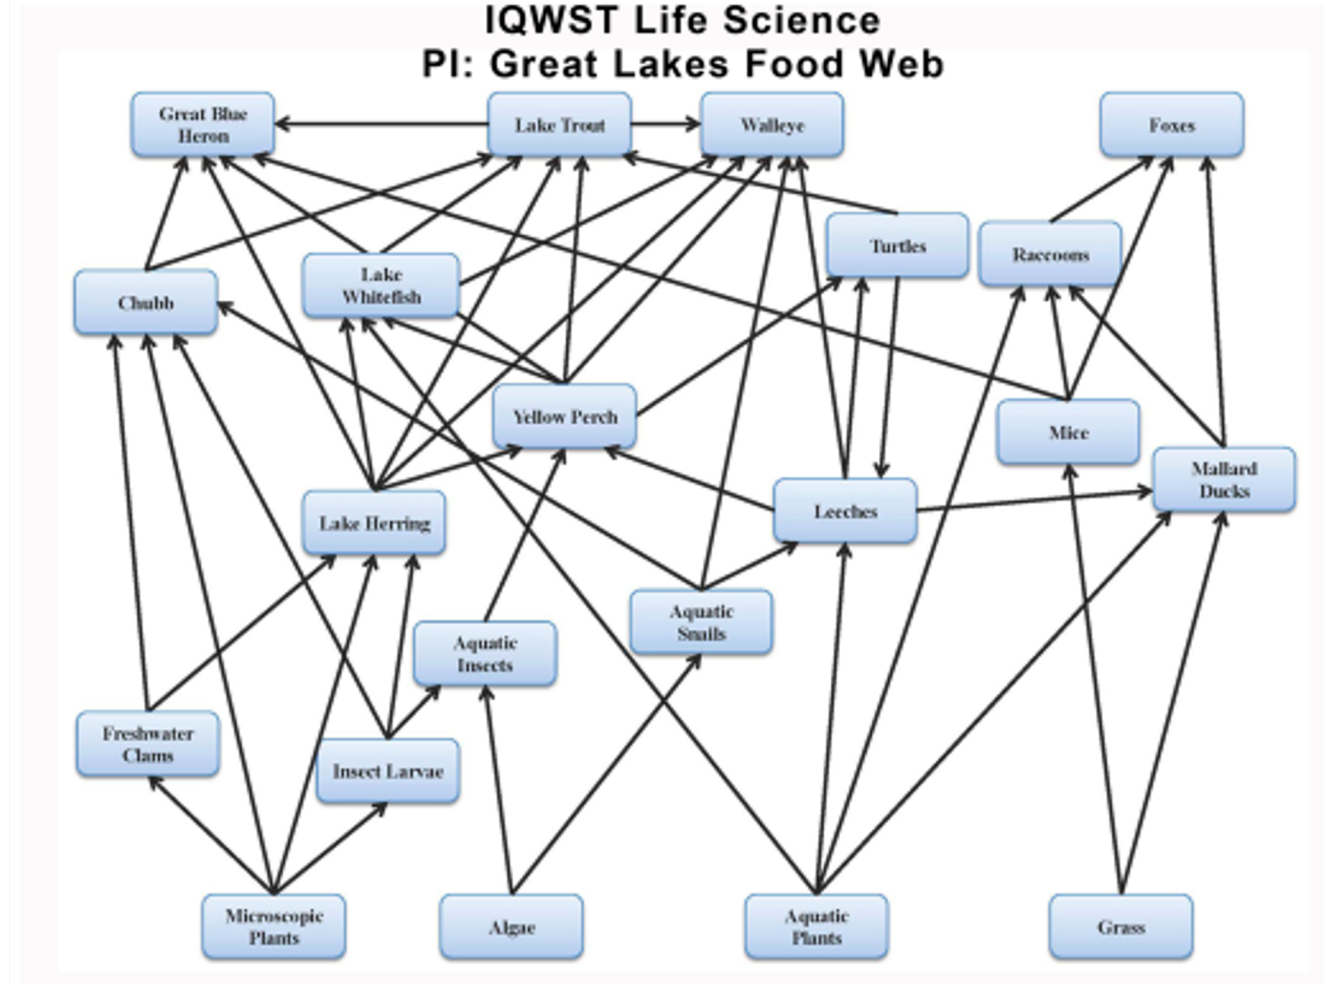 IQWST Life Science
PI: Great Lakes Food Web
Great Blue
Heron
Lake Trout
Walleye
Foxes
Turtles
Raccoons
Lake
Whitefish
Chubb
Yellow Perch
Mice
Mallard
Ducks
Leeches
Lake Herring
Aquatic
Snails
Aquatic
Insects
Freshwater
Clams
Insect Larvae
Microscopic
Plants
Algae
Aquatic
Plants
Grass